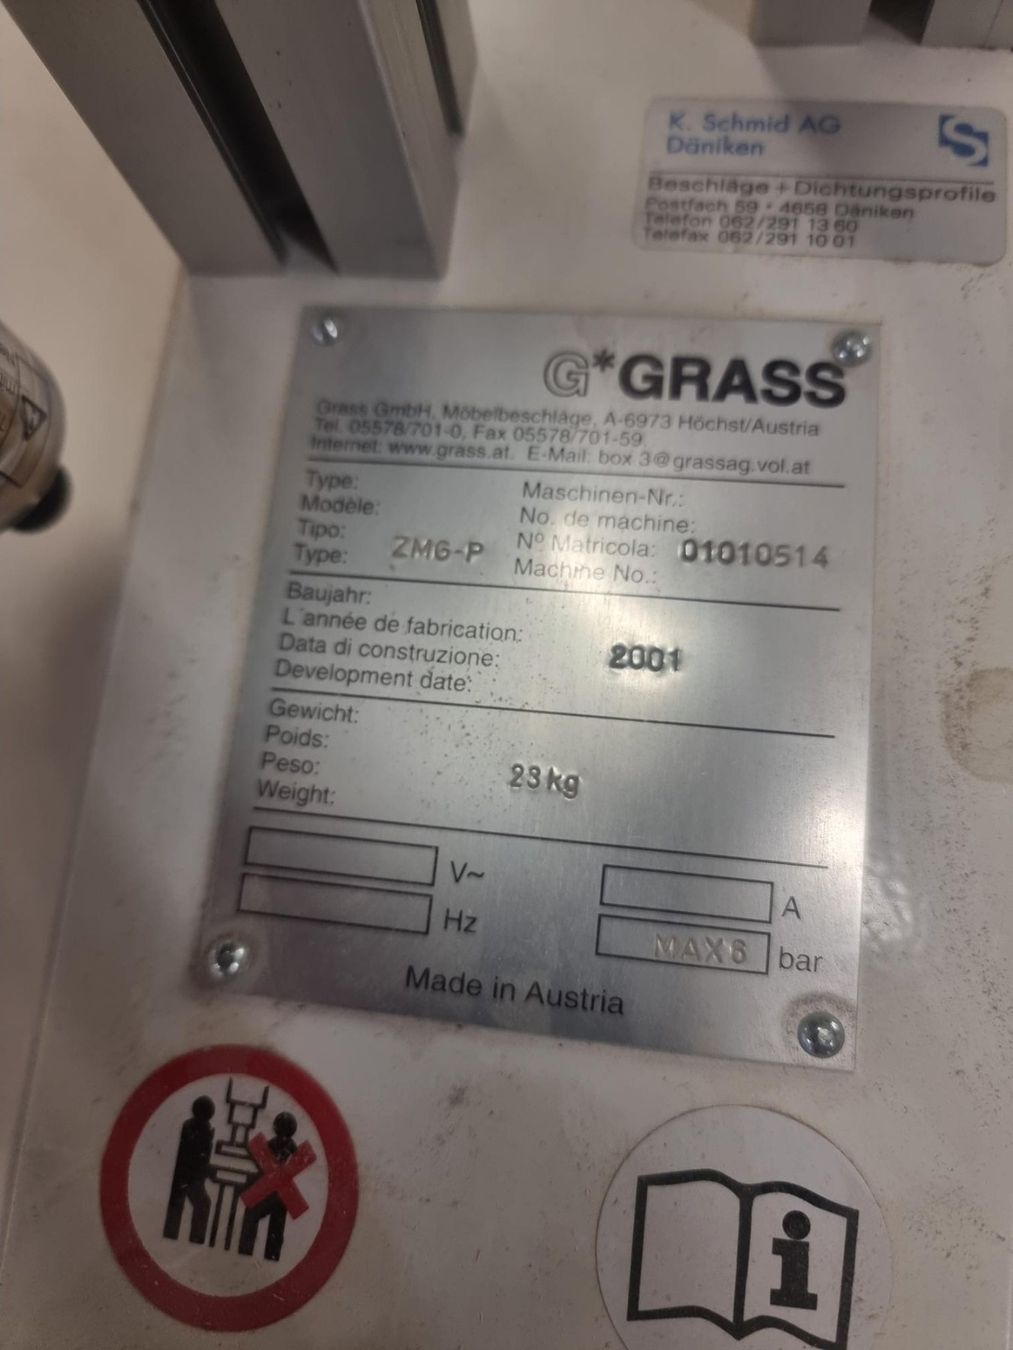 K. Schmid AG
Däniken
Beschläge + Dichtungsprofile
Postfach 59 • 4658 Däniken
Telefon 062/291 13 60
Telefax 062/291 10 01
G*GRASS
Grass GmbH, Möbelbeschläge, A-6973 Höchst/Austria
Tel. 05578/701-0, Fax 05578/701-59
Internet: www.grass.at. E-Mail: box 3@grassag.vol.at
Type:
Modèle:
Tipo:
Type: ZM6-P
Maschinen-Nr.:
No. de machine:
Nº Matricola: 01010514
Machine No.:
Baujahr:
L'année de fabrication:
Data di construzione: 2001
Development date:
Gewicht:
Poids:
Peso: 23 kg
Weight:
V~
A
Hz
MAX6 bar
Made in Austria